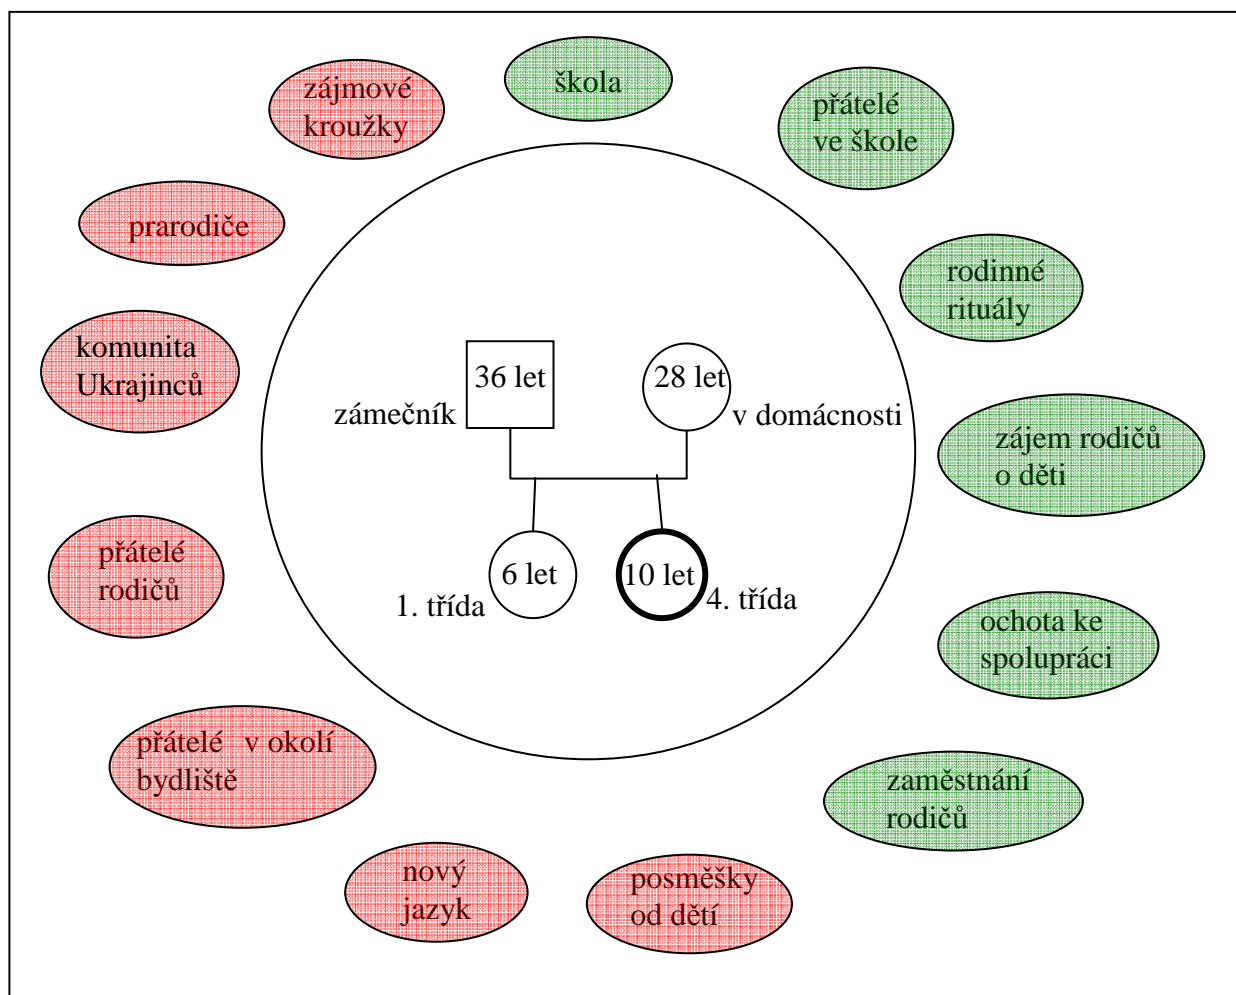 škola
přátelé
ve škole
zájmové
kroužky
prarodiče
rodinné
rituály
komunita
Ukrajinců
36 let
28 let
zámečník
v domácnosti
zájem rodičů
o děti
přátelé
rodičů
6 let
10 let
1. třída
4. třída
ochota ke
spolupráci
přátelé v okolí
bydliště
zaměstnání
rodičů
nový
jazyk
posměšky
od dětí